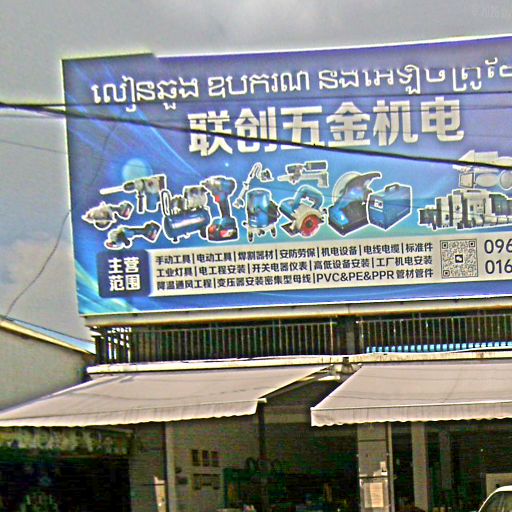 លៀនឆួង ឧបករណ៍ និងអេឡិចត្រូនិ
联创五金机电
主营范围
手动工具|电动工具|焊割器材|安防劳保|机电设备|电线电缆|标准件
工业灯具|电工程安装|开关电器仪表|高低设备安装|工厂机电安装
降温通风工程|变压器安装密集型母线|PVC&PE&PPR管材管件
096
016